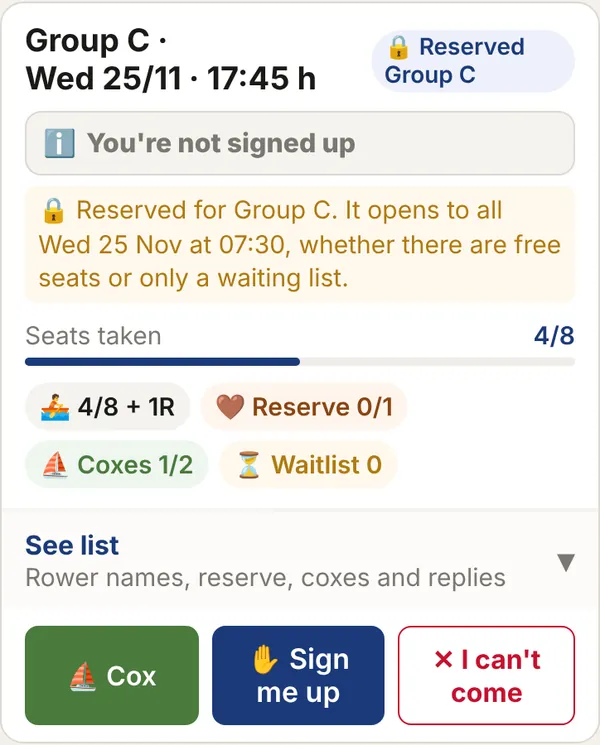 Group C ·
Wed 25/11 · 17:45 h
🔒 Reserved
Group C
ℹ️ You're not signed up
🔒 Reserved for Group C. It opens to all
Wed 25 Nov at 07:30, whether there are free
seats or only a waiting list.
Seats taken 4/8
🚣 4/8 + 1R 🤎 Reserve 0/1
⛵ Coxes 1/2 ⏳ Waitlist 0
See list ▼
Rower names, reserve, coxes and replies
⛵ Cox
✋ Sign
me up
✕ I can't
come